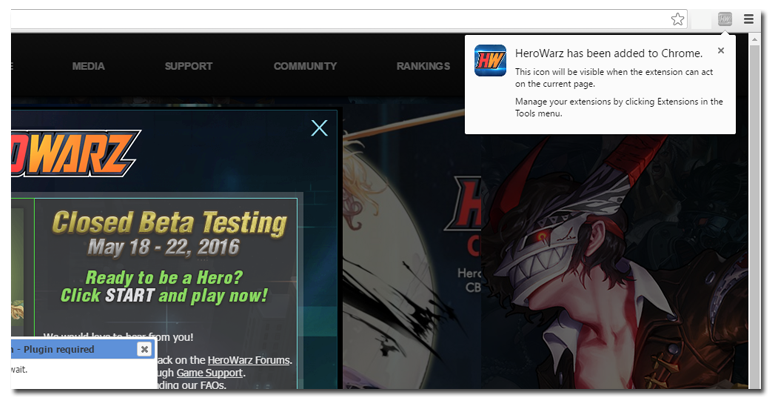 HeroWarz has been added to Chrome.
This icon will be visible when the extension can act
on the current page.
Manage your extensions by clicking Extensions in the
Tools menu.
MEDIA
SUPPORT
COMMUNITY
RANKINGS
WARZ
Closed Beta Testing
May 18 - 22, 2016
Ready to be a Hero?
Click START and play now!
We would love to hear from you!
ack on the HeroWarz Forums.
ugh Game Support.
nding our FAQs.
n - Plugin required
wait.
HW
H
C
Hero
CB